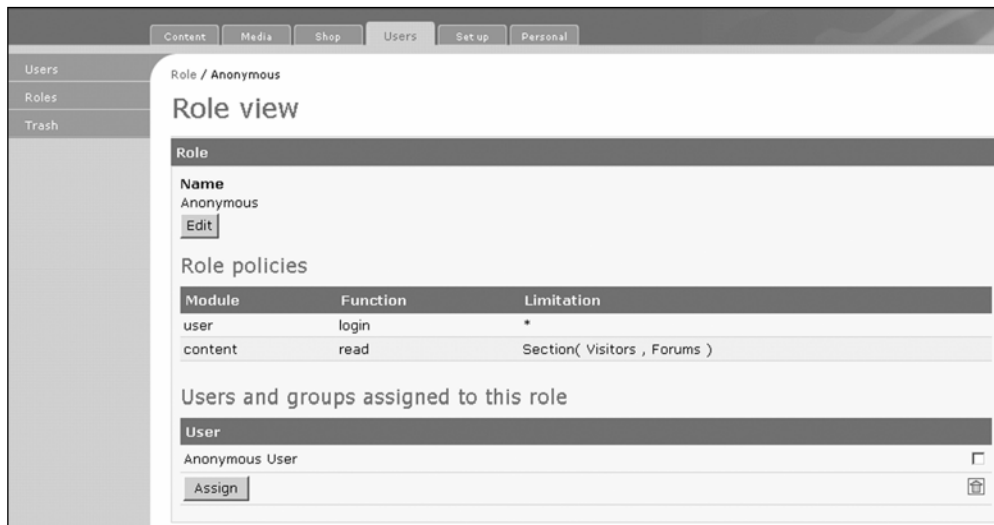 Content Media Shop Users Set up Personal
Users
Roles
Trash
Role / Anonymous
Role view
Role
Name
Anonymous
Edit
Role policies
Module Function Limitation
user login *
content read Section( Visitors , Forums )
Users and groups assigned to this role
User
Anonymous User
Assign